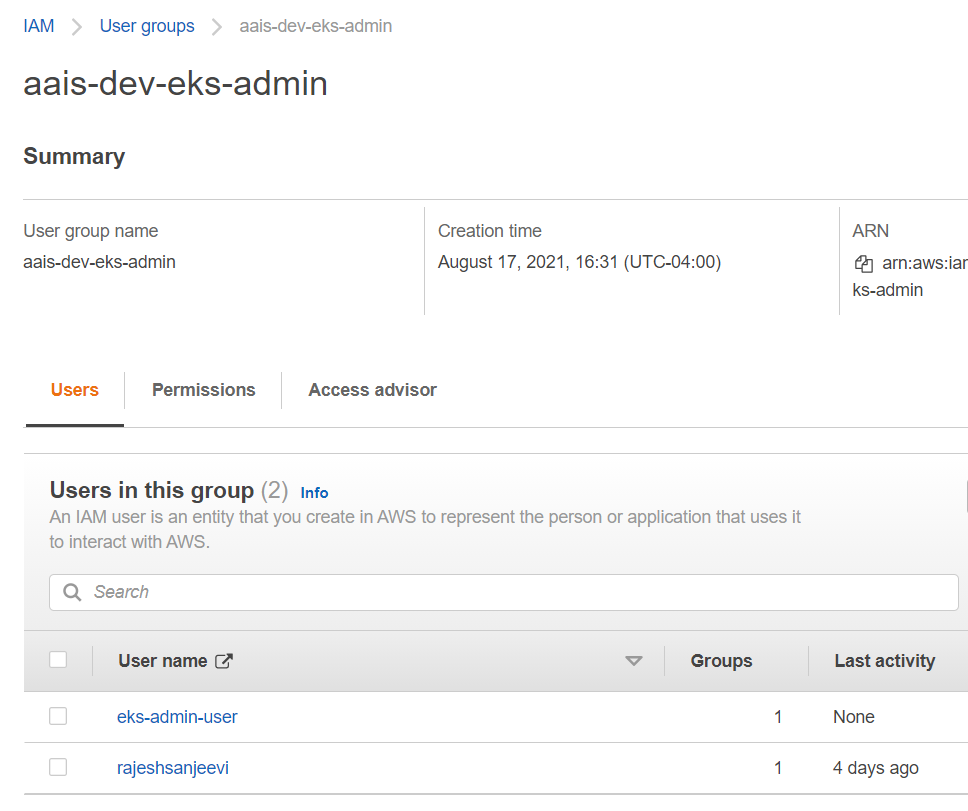 IAM > User groups > aais-dev-eks-admin
aais-dev-eks-admin
Summary
User group name
aais-dev-eks-admin
Creation time
August 17, 2021, 16:31 (UTC-04:00)
ARN
arn:aws:iam
ks-admin
Users Permissions Access advisor
Users in this group (2) Info
An IAM user is an entity that you create in AWS to represent the person or application that uses it
to interact with AWS.
Search
User name Groups Last activity
eks-admin-user 1 None
rajeshsanjeevi 1 4 days ago